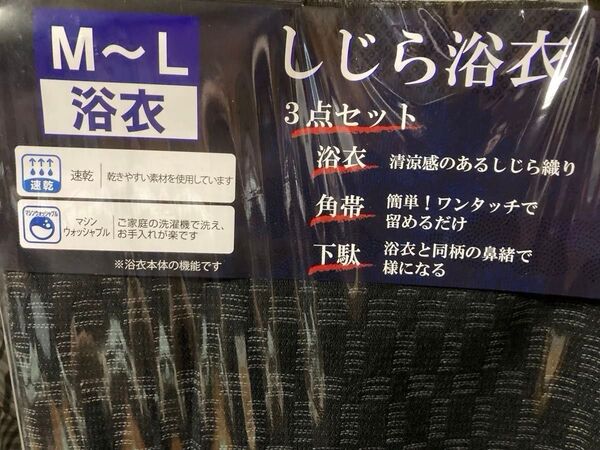 M～L
浴衣
速乾
速乾
乾きやすい素材を使用しています
マシンウォッシャブル
マシン
ウォッシャブル
ご家庭の洗濯機で洗え、
お手入れが楽です
※浴衣本体の機能です
しじら浴衣
3点セット
浴衣 清涼感のあるしじら織り
角帯 簡単！ワンタッチで
留めるだけ
下駄 浴衣と同柄の鼻緒で
様になる